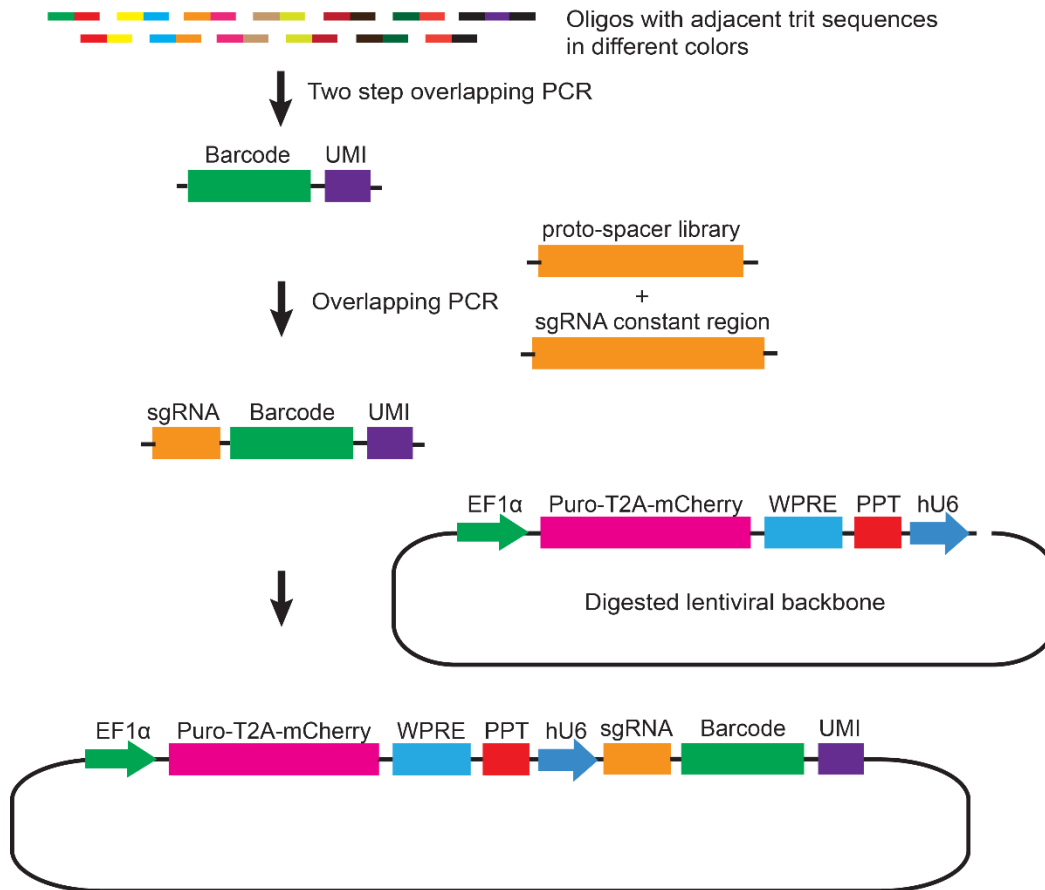 Oligos with adjacent trit sequences
in different colors
Two step overlapping PCR
Barcode UMI
proto-spacer library
+
sgRNA constant region
Overlapping PCR
sgRNA Barcode UMI
EF1α Puro-T2A-mCherry WPRE PPT hU6
Digested lentiviral backbone
EF1α Puro-T2A-mCherry WPRE PPT hU6 sgRNA Barcode UMI